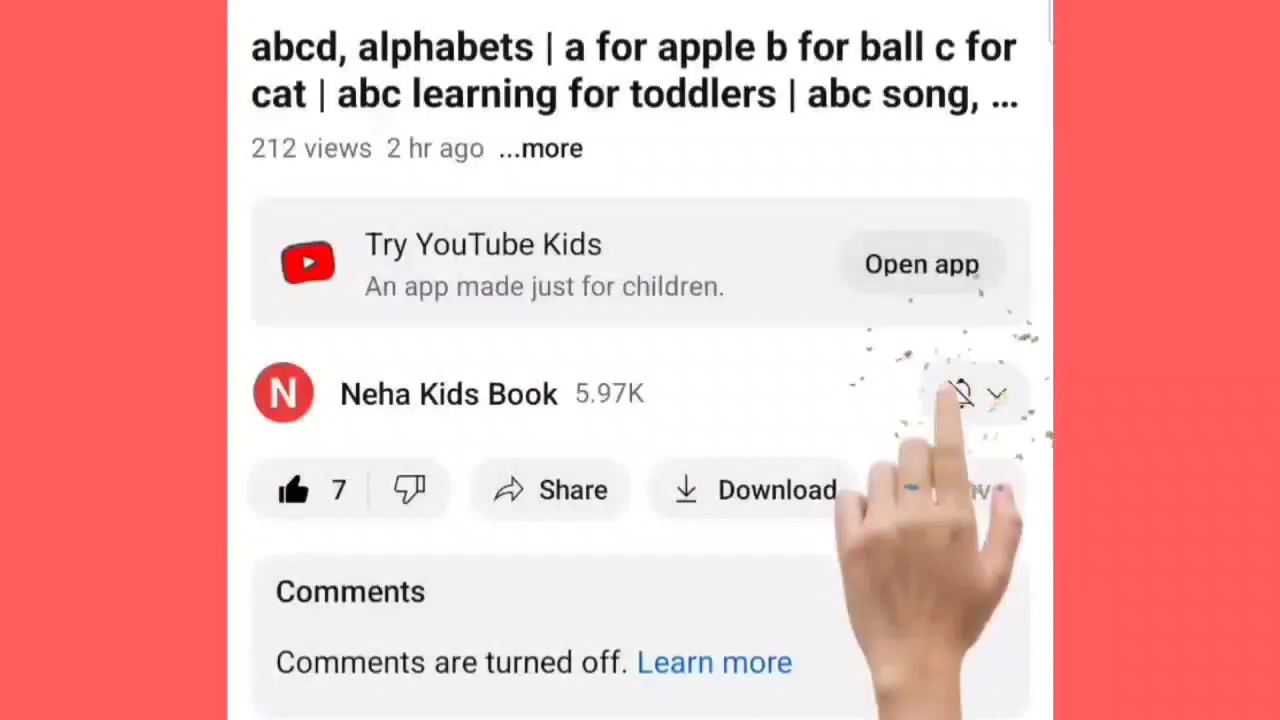 abcd, alphabets | a for apple b for ball c for
cat | abc learning for toddlers | abc song, ...
212 views 2 hr ago ...more
Try YouTube Kids
An app made just for children.
Open app
N Neha Kids Book 5.97K
7 Share Download
Comments
Comments are turned off. Learn more